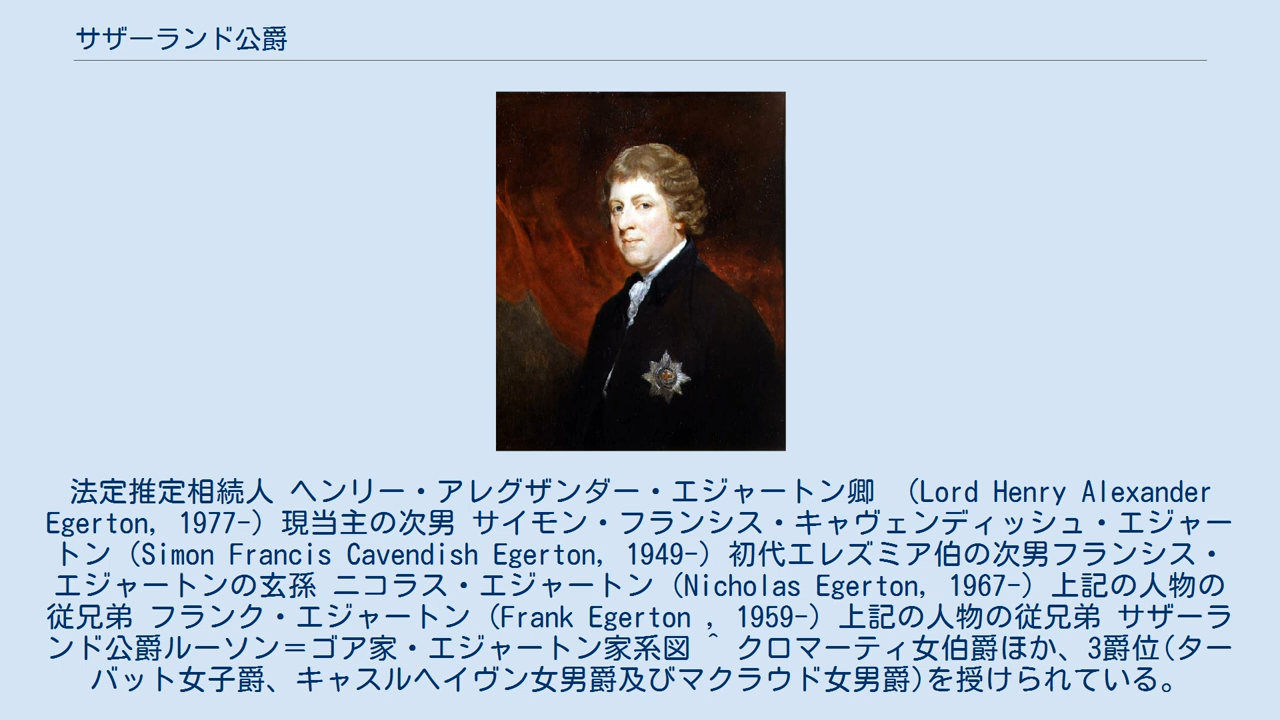 サザーランド公爵
法定推定相続人 ヘンリー・アレグザンダー・エジャートン卿 （Lord Henry Alexander
Egerton, 1977-）現当主の次男 サイモン・フランシス・キャヴェンディッシュ・エジャー
トン（Simon Francis Cavendish Egerton, 1949-）初代エレズミア伯の次男フランシス・
エジャートンの玄孫 ニコラス・エジャートン（Nicholas Egerton, 1967-）上記の人物の
従兄弟 フランク・エジャートン（Frank Egerton , 1959-）上記の人物の従兄弟 サザーラ
ンド公爵ルーソン＝ゴア家・エジャートン家系図 ^ クロマーティ女伯爵ほか、3爵位(ター
バット女子爵、キャスルヘイヴン女男爵及びマクラウド女男爵)を授けられている。